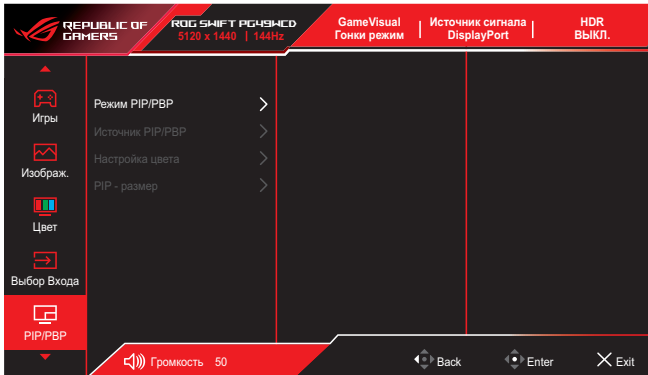 REPUBLIC OF
GAMERS
ROG SWIFT PG49WCD
5120 x 1440 | 144Hz
GameVisual
Гонки режим
Источник сигнала
DisplayPort
HDR
ВЫКЛ.
Игры
Изображ.
Цвет
Выбор Входа
PIP/PBP
Режим PIP/PBP
Источник PIP/PBP
Настройка цвета
PIP - размер
Громкость 50
Back
Enter
Exit